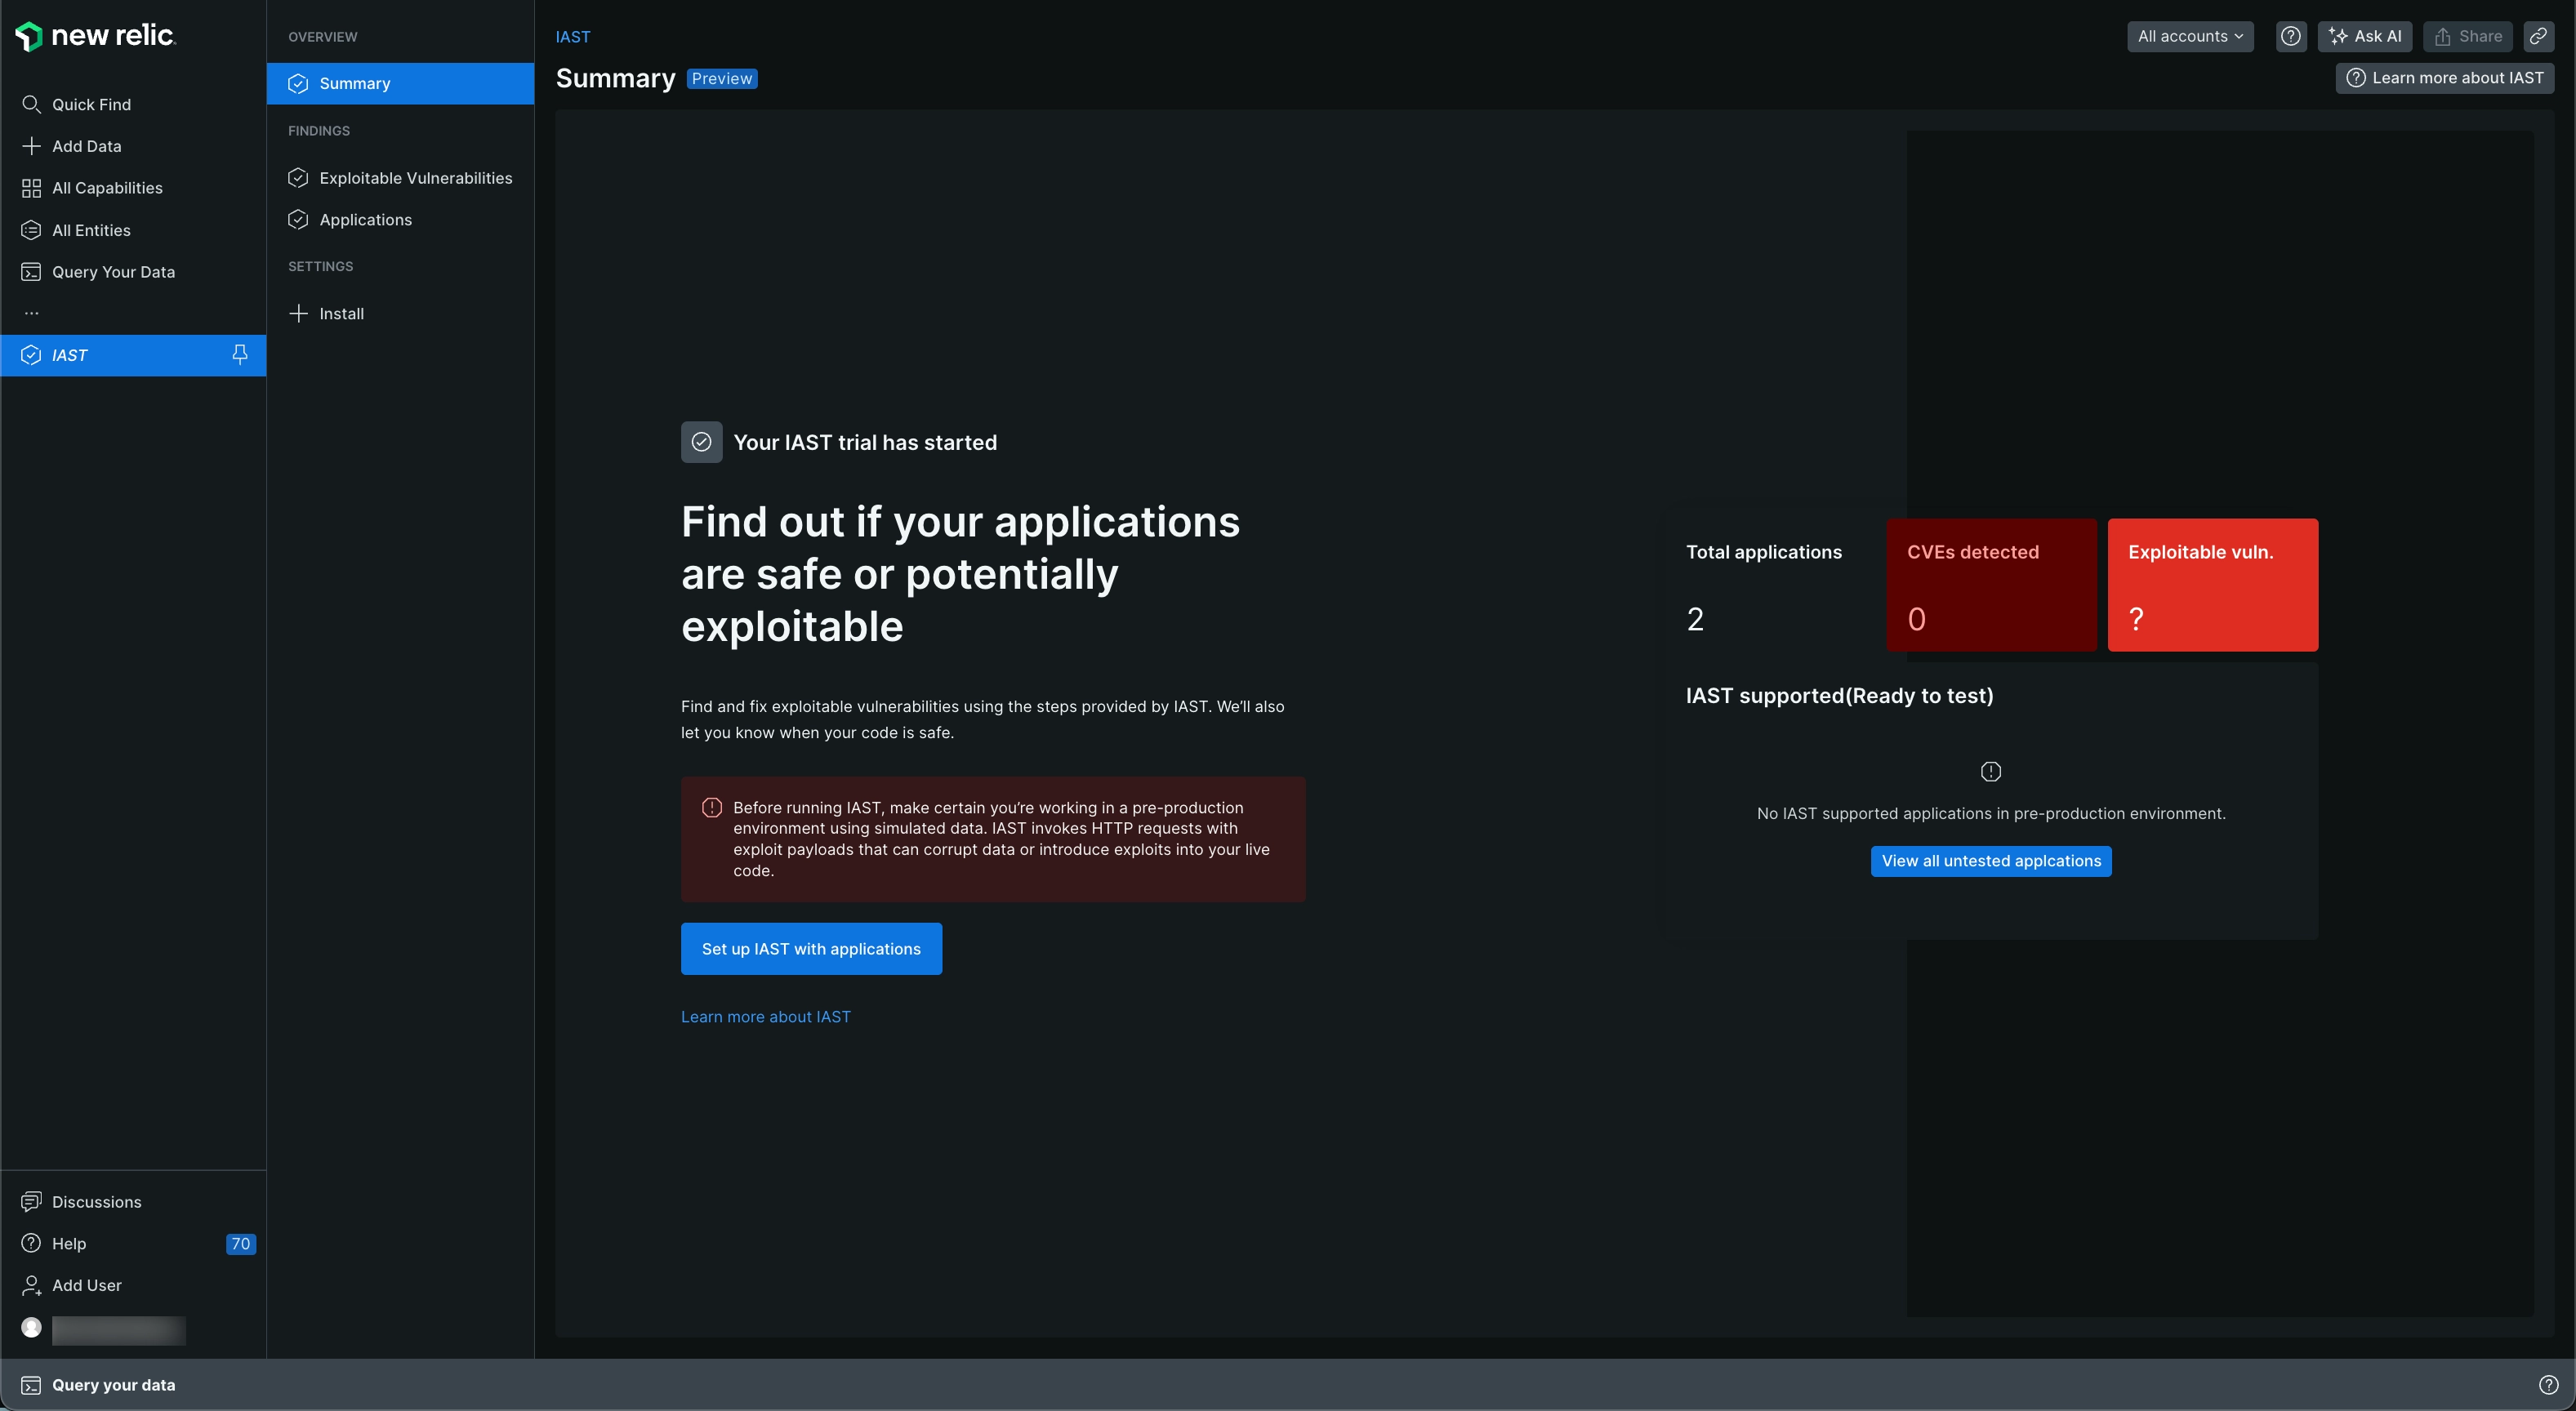 new relic.
Quick Find
Add Data
All Capabilities
All Entities
Query Your Data
...
IAST
Discussions
Help
70
Add User
OVERVIEW
Summary
FINDINGS
Exploitable Vulnerabilities
Applications
SETTINGS
Install
IAST
Summary Preview
All accounts
Ask AI
Share
Learn more about IAST
Your IAST trial has started
Find out if your applications
are safe or potentially
exploitable
Find and fix exploitable vulnerabilities using the steps provided by IAST. We’ll also
let you know when your code is safe.
Before running IAST, make certain you’re working in a pre-production
environment using simulated data. IAST invokes HTTP requests with
exploit payloads that can corrupt data or introduce exploits into your live
code.
Set up IAST with applications
Learn more about IAST
Total applications
2
CVEs detected
0
Exploitable vuln.
?
IAST supported(Ready to test)
No IAST supported applications in pre-production environment.
View all untested applcations
Query your data